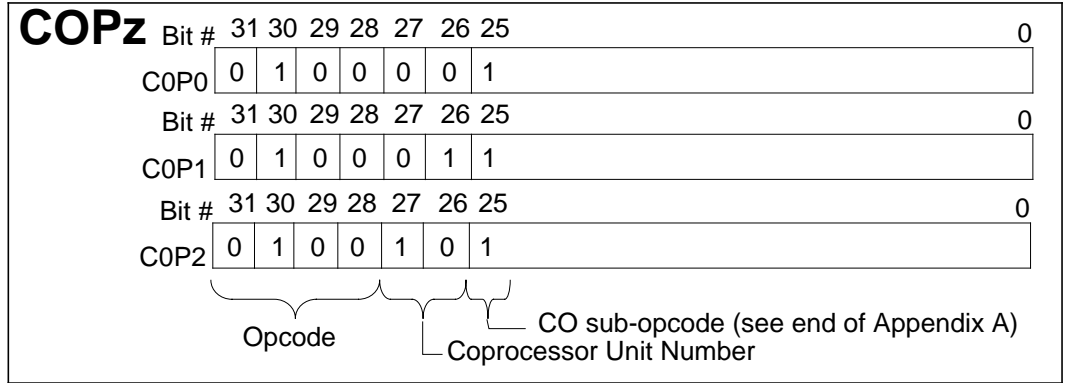 COPz Bit # 31 30 29 28 27 26 25 0
C0P0 0 1 0 0 0 0 1
Bit # 31 30 29 28 27 26 25 0
C0P1 0 1 0 0 0 1 1
Bit # 31 30 29 28 27 26 25 0
C0P2 0 1 0 0 1 0 1
Opcode
CO sub-opcode (see end of Appendix A)
Coprocessor Unit Number